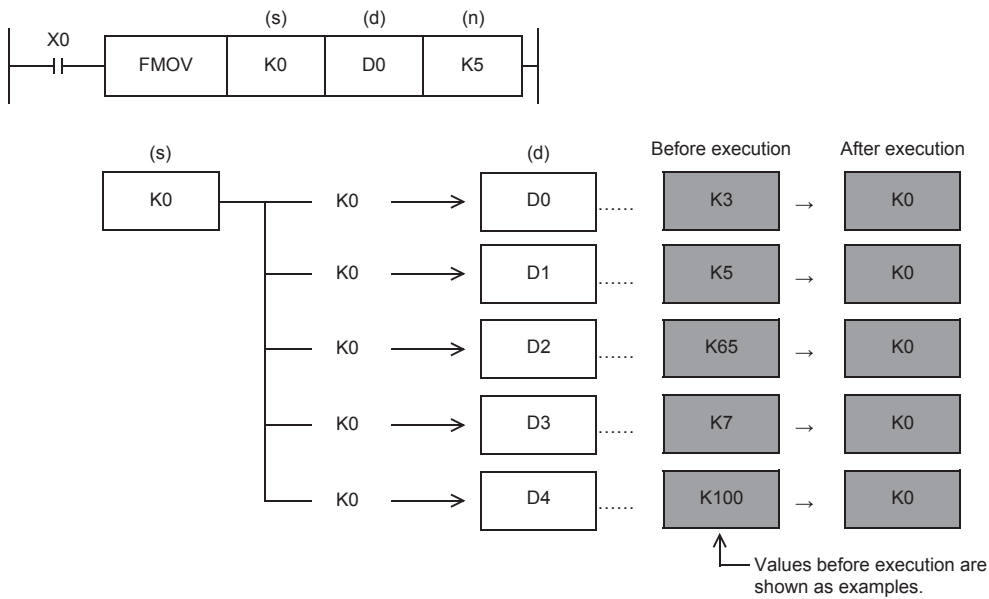 (s) (d) (n)
X0
FMOV K0 D0 K5
(s) (d) Before execution After execution
K0 K0 D0 ...... K3 → K0
K0 D1 ...... K5 → K0
K0 D2 ...... K65 → K0
K0 D3 ...... K7 → K0
K0 D4 ...... K100 → K0
Values before execution are
shown as examples.